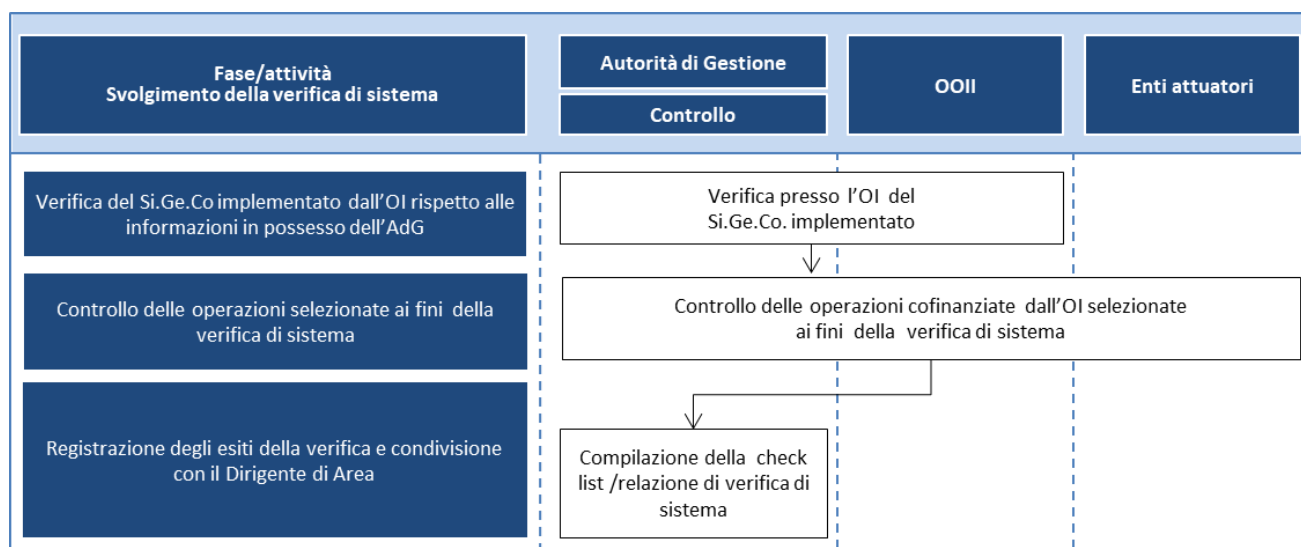 Fase/attività
Svolgimento della verifica di sistema
Autorità di Gestione
Controllo
OOII
Enti attuatori
Verifica del Si.Ge.Co implementato dall'OI rispetto alle
informazioni in possesso dell'AdG
Verifica presso l'OI del
Si.Ge.Co. implementato
Controllo delle operazioni selezionate ai fini della
verifica di sistema
Controllo delle operazioni cofinanziate dall'OI selezionate
ai fini della verifica di sistema
Registrazione degli esiti della verifica e condivisione
con il Dirigente di Area
Compilazione della check
list /relazione di verifica di
sistema